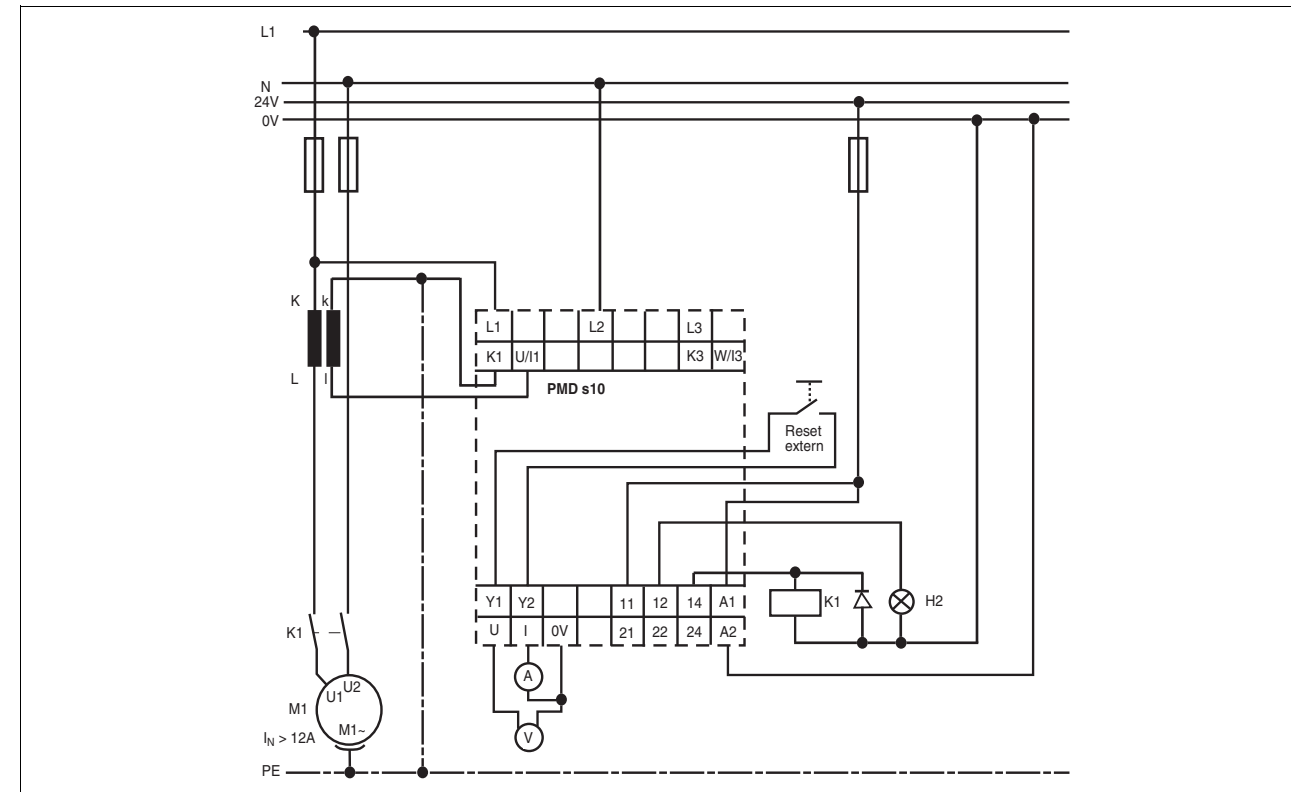 L1
N
24V
0V
K k
L l
L1 L2 L3
K1 U/I1 K3 W/I3
PMD s10
Reset
extern
Y1 Y2 11 12 14 A1
U I 0V 21 22 24 A2
K1
H2
A
V
K1
U1 U2
M1
M1~
IN > 12A
PE